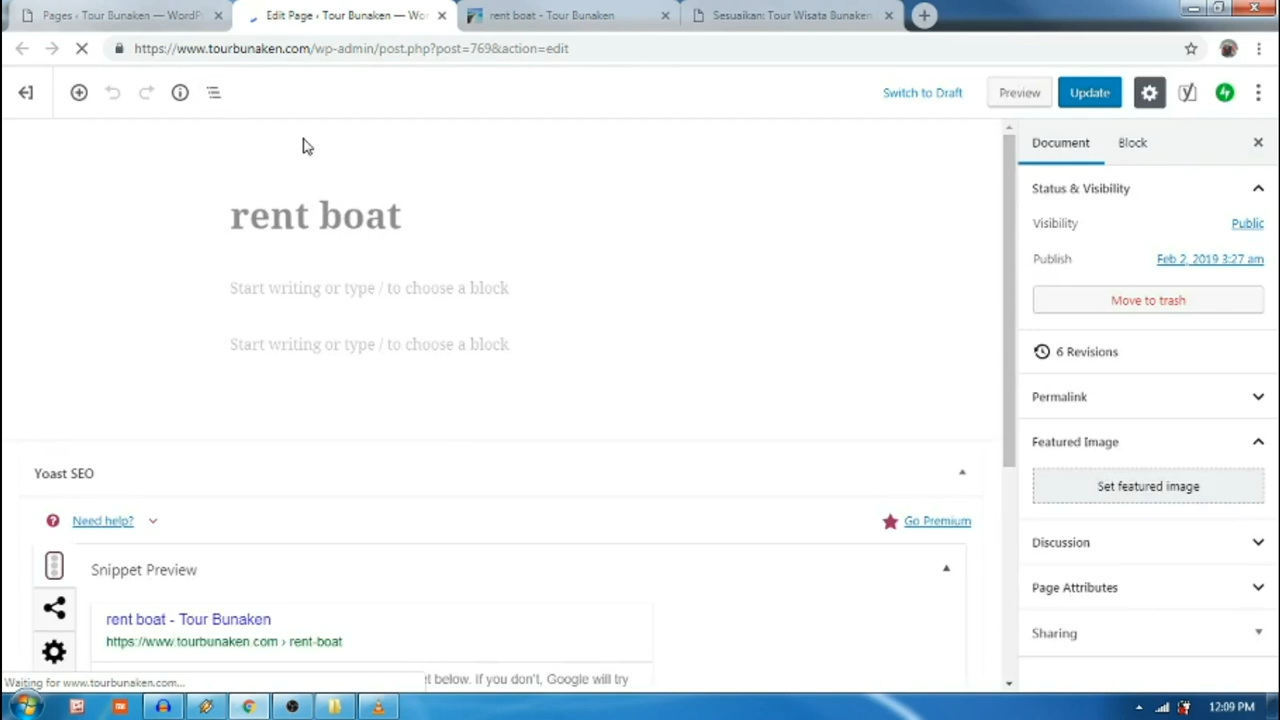 Pages ‹ Tour Bunaken — WordP
Edit Page ‹ Tour Bunaken — Wor
rent boat - Tour Bunaken
Sesuaikan: Tour Wisata Bunaken
https://www.tourbunaken.com/wp-admin/post.php?post=769&action=edit
Switch to Draft
Preview
Update
Document
Block
rent boat
Start writing or type / to choose a block
Start writing or type / to choose a block
Status & Visibility
Visibility
Public
Publish
Feb 2, 2019 3:27 am
Move to trash
6 Revisions
Permalink
Featured Image
Set featured image
Discussion
Page Attributes
Sharing
Yoast SEO
Need help?
Go Premium
Snippet Preview
rent boat - Tour Bunaken
https://www.tourbunaken.com › rent-boat
t below. If you don't, Google will try
Waiting for www.tourbunaken.com...
12:09 PM